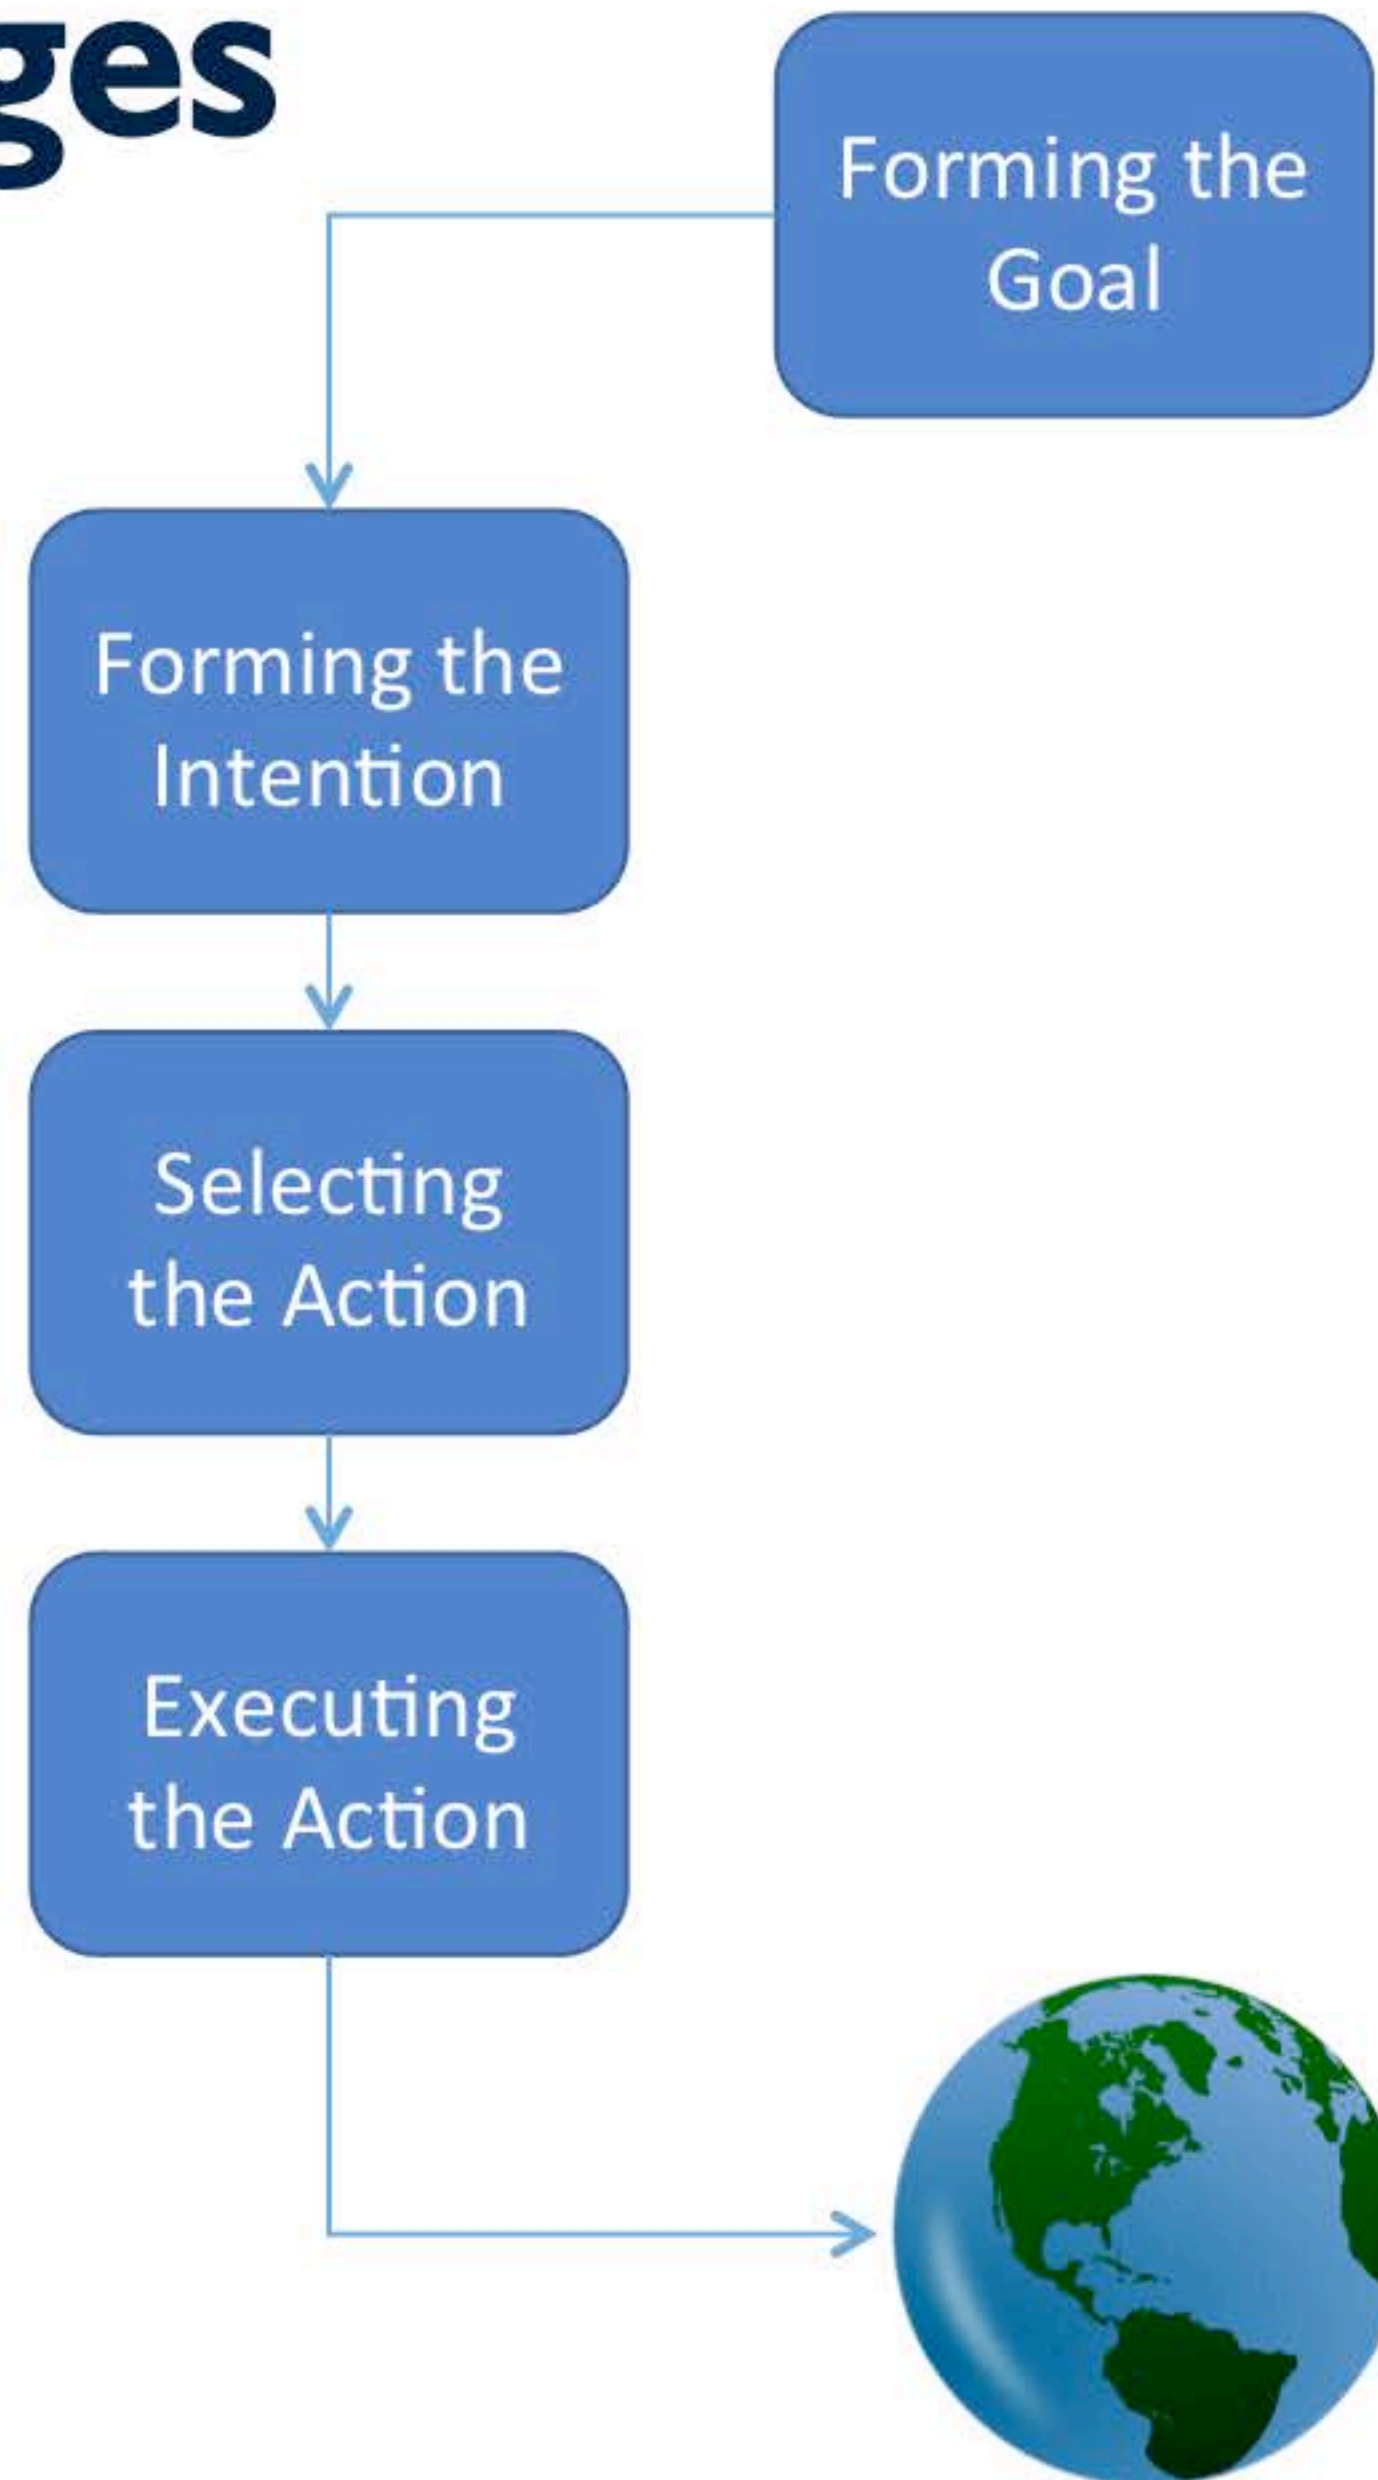 ges
Forming the
Goal
Forming the
Intention
Selecting
the Action
Executing
the Action